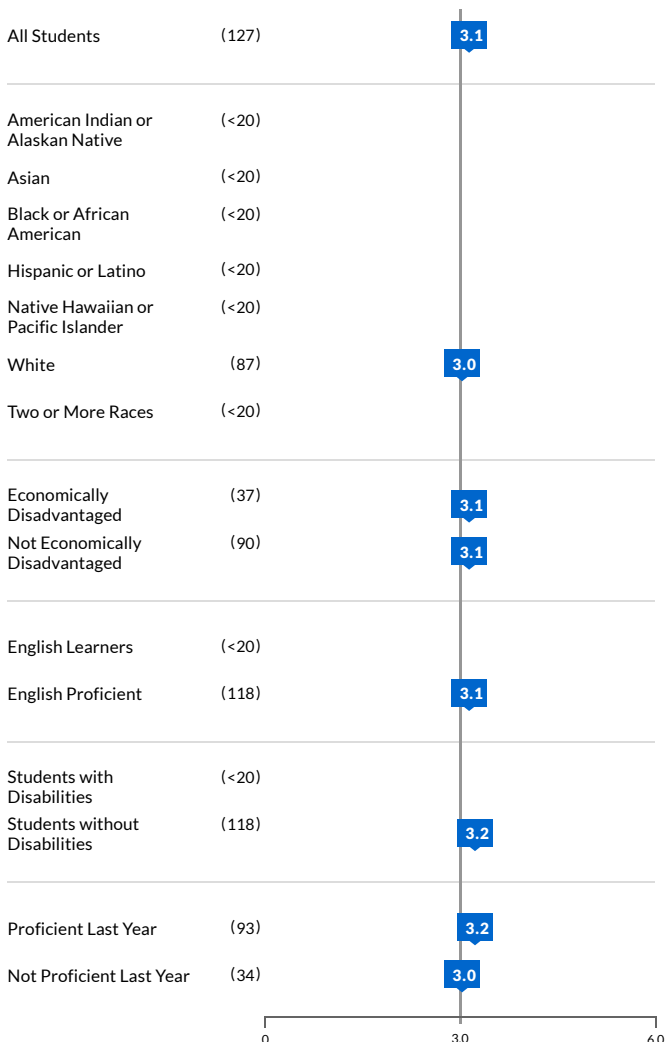 All Students (127) 3.1
American Indian or (<20)
Alaskan Native
Asian (<20)
Black or African (<20)
American
Hispanic or Latino (<20)
Native Hawaiian or (<20)
Pacific Islander
White (87) 3.0
Two or More Races (<20)
Economically (37) 3.1
Disadvantaged
Not Economically (90) 3.1
Disadvantaged
English Learners (<20)
English Proficient (118) 3.1
Students with (<20)
Disabilities
Students without (118) 3.2
Disabilities
Proficient Last Year (93) 3.2
Not Proficient Last Year (34) 3.0
0 3.0 6.0